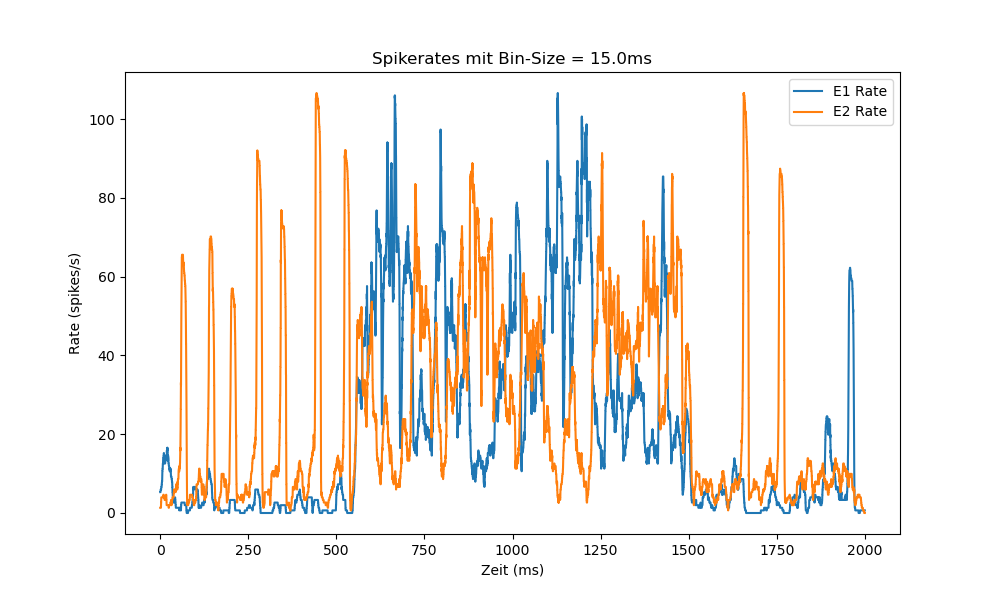 Spikerates mit Bin-Size = 15.0ms
E1 Rate
E2 Rate
Rate (spikes/s)
100
80
60
40
20
0
0 250 500 750 1000 1250 1500 1750 2000
Zeit (ms)